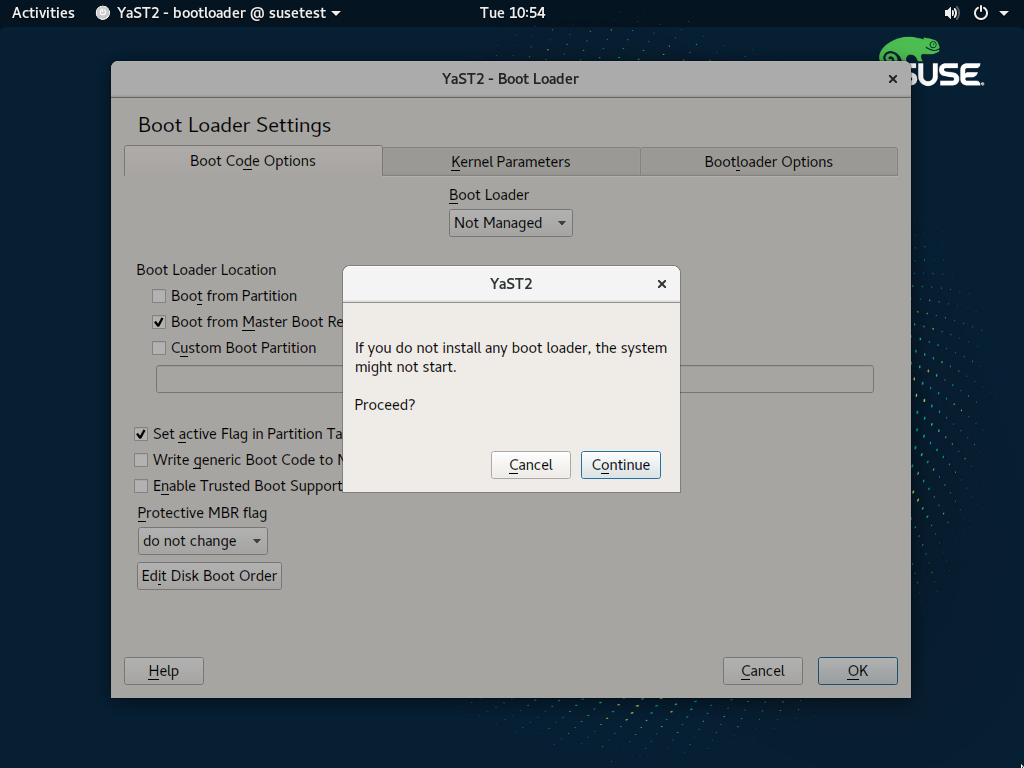 Activities YaST2 - bootloader @ susetest Tue 10:54
SUSE
YaST2 - Boot Loader
Boot Loader Settings
Boot Code Options Kernel Parameters Bootloader Options
Boot Loader
Not Managed
Boot Loader Location
Boot from Partition
Boot from Master Boot Re
Custom Boot Partition
YaST2
If you do not install any boot loader, the system
might not start.
Proceed?
Cancel Continue
Set active Flag in Partition Ta
Write generic Boot Code to
Enable Trusted Boot Support
Protective MBR flag
do not change
Edit Disk Boot Order
Help Cancel OK